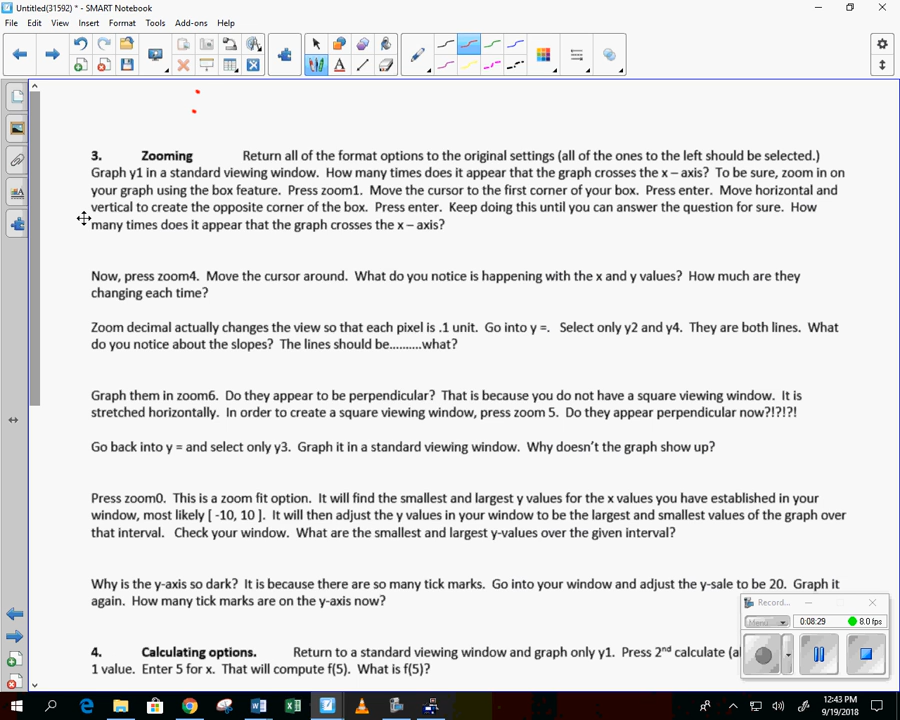 Untitled(31592) * - SMART Notebook
File Edit View Insert Format Tools Add-ons Help
3. Zooming Return all of the format options to the original settings (all of the ones to the left should be selected.)
Graph y1 in a standard viewing window. How many times does it appear that the graph crosses the x – axis? To be sure, zoom in on
your graph using the box feature. Press zoom1. Move the cursor to the first corner of your box. Press enter. Move horizontal and
vertical to create the opposite corner of the box. Press enter. Keep doing this until you can answer the question for sure. How
many times does it appear that the graph crosses the x – axis?
Now, press zoom4. Move the cursor around. What do you notice is happening with the x and y values? How much are they
changing each time?
Zoom decimal actually changes the view so that each pixel is .1 unit. Go into y =. Select only y2 and y4. They are both lines. What
do you notice about the slopes? The lines should be..........what?
Graph them in zoom6. Do they appear to be perpendicular? That is because you do not have a square viewing window. It is
stretched horizontally. In order to create a square viewing window, press zoom 5. Do they appear perpendicular now?!?!?!
Go back into y = and select only y3. Graph it in a standard viewing window. Why doesn't the graph show up?
Press zoom0. This is a zoom fit option. It will find the smallest and largest y values for the x values you have established in your
window, most likely [ -10, 10 ]. It will then adjust the y values in your window to be the largest and smallest values of the graph over
that interval. Check your window. What are the smallest and largest y-values over the given interval?
Why is the y-axis so dark? It is because there are so many tick marks. Go into your window and adjust the y-sale to be 20. Graph it
again. How many tick marks are on the y-axis now?
Record...
Menu 0:08:29 8.0 fps
4. Calculating options. Return to a standard viewing window and graph only y1. Press 2nd calculate (al
1 value. Enter 5 for x. That will compute f(5). What is f(5)?
12:43 PM
9/19/2018